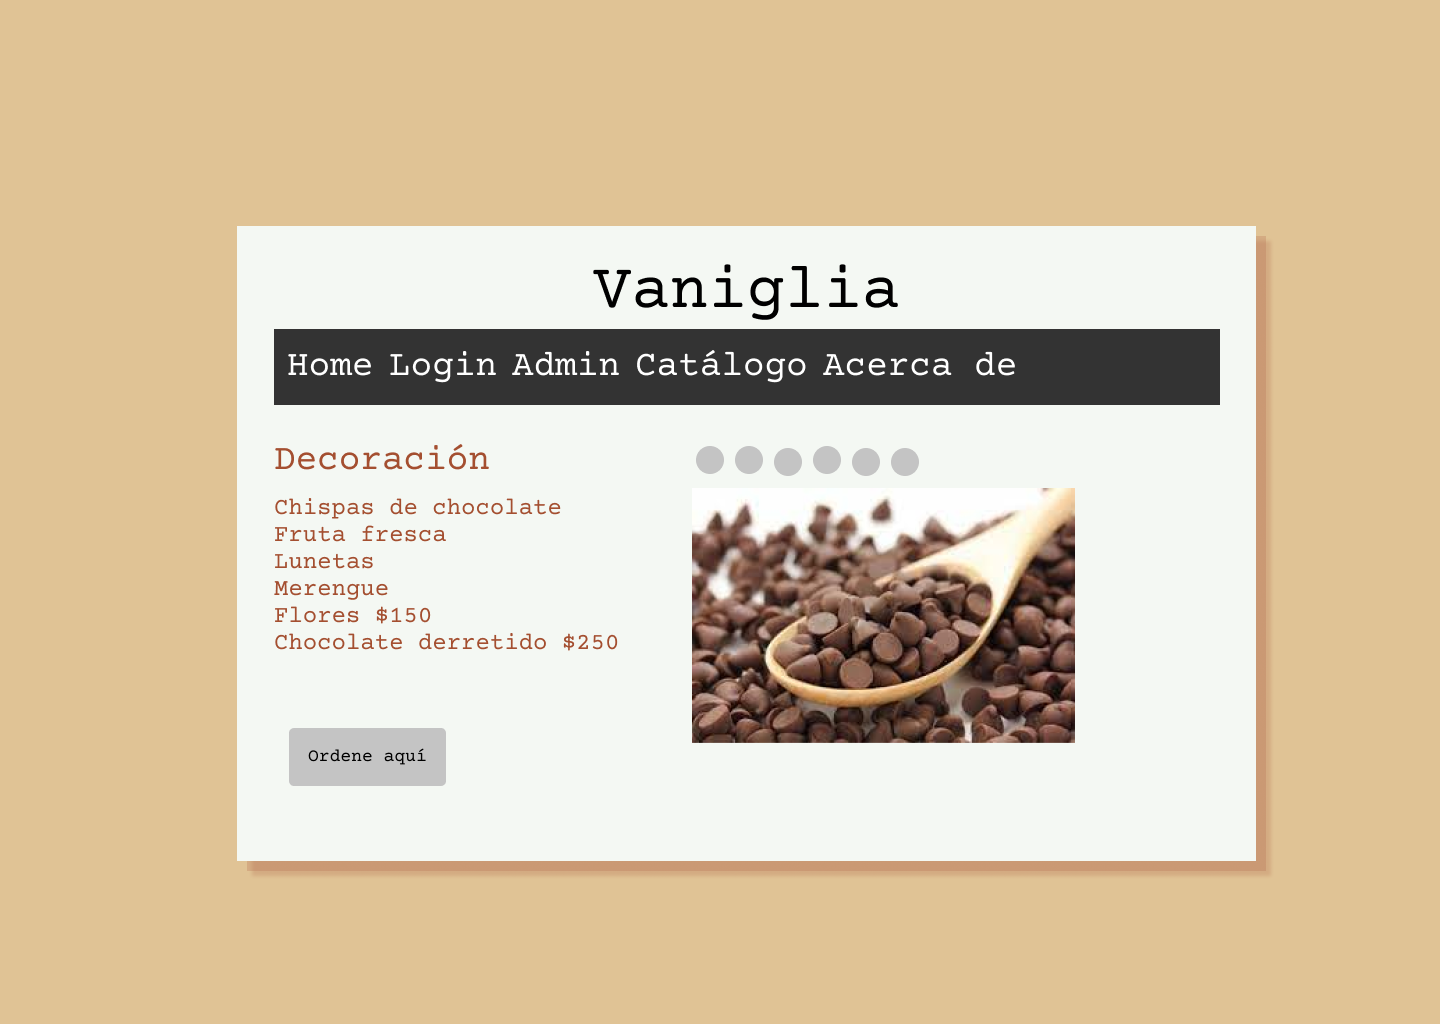 Vaniglia
Home Login Admin Catálogo Acerca de
Decoración
Chispas de chocolate
Fruta fresca
Lunetas
Merengue
Flores $150
Chocolate derretido $250
Ordene aquí